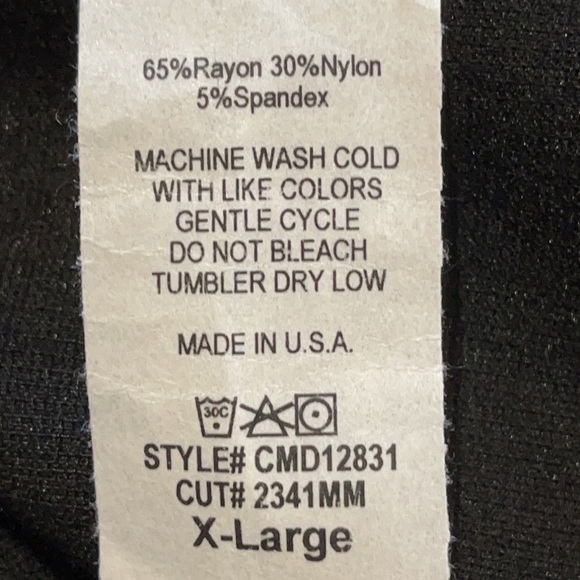 65%Rayon 30%Nylon
5%Spandex
MACHINE WASH COLD
WITH LIKE COLORS
GENTLE CYCLE
DO NOT BLEACH
TUMBLER DRY LOW
MADE IN U.S.A.
30C
STYLE# CMD12831
CUT# 2341MM
X-Large